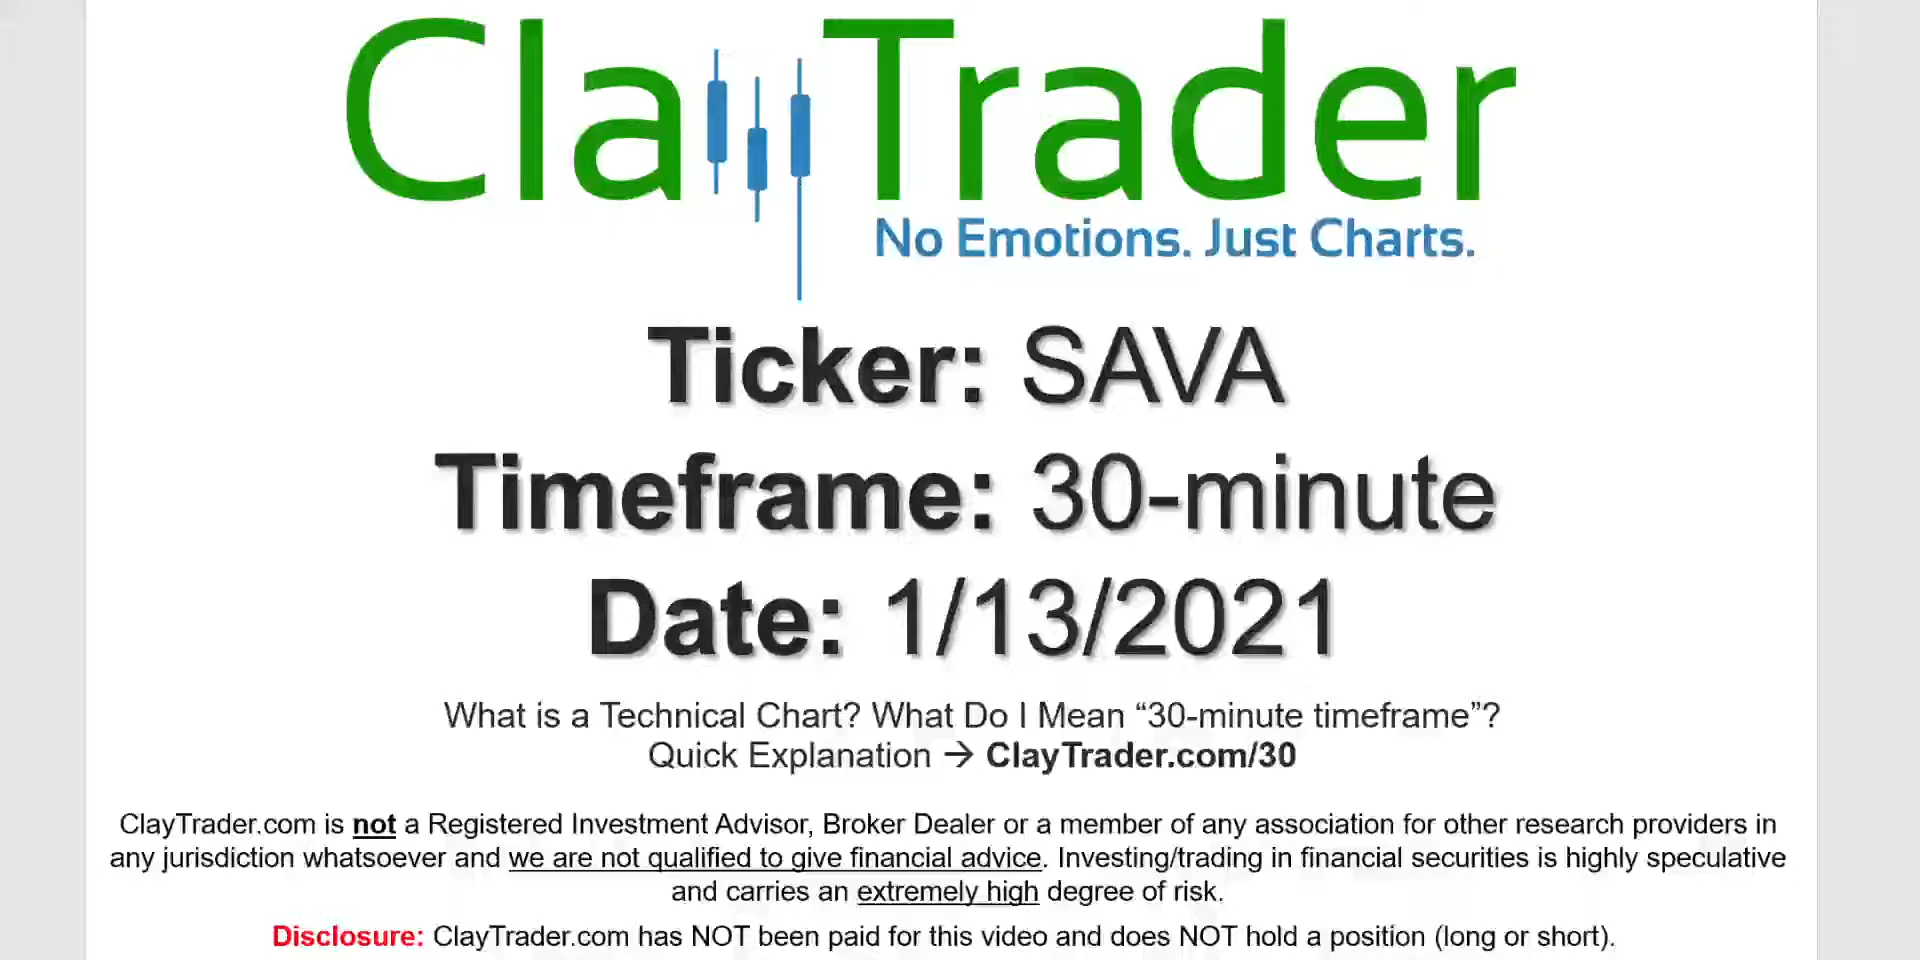 ClayTrader
No Emotions. Just Charts.
Ticker: SAVA
Timeframe: 30-minute
Date: 1/13/2021
What is a Technical Chart? What Do I Mean “30-minute timeframe”?
Quick Explanation → ClayTrader.com/30
ClayTrader.com is not a Registered Investment Advisor, Broker Dealer or a member of any association for other research providers in
any jurisdiction whatsoever and we are not qualified to give financial advice. Investing/trading in financial securities is highly speculative
and carries an extremely high degree of risk.
Disclosure: ClayTrader.com has NOT been paid for this video and does NOT hold a position (long or short).